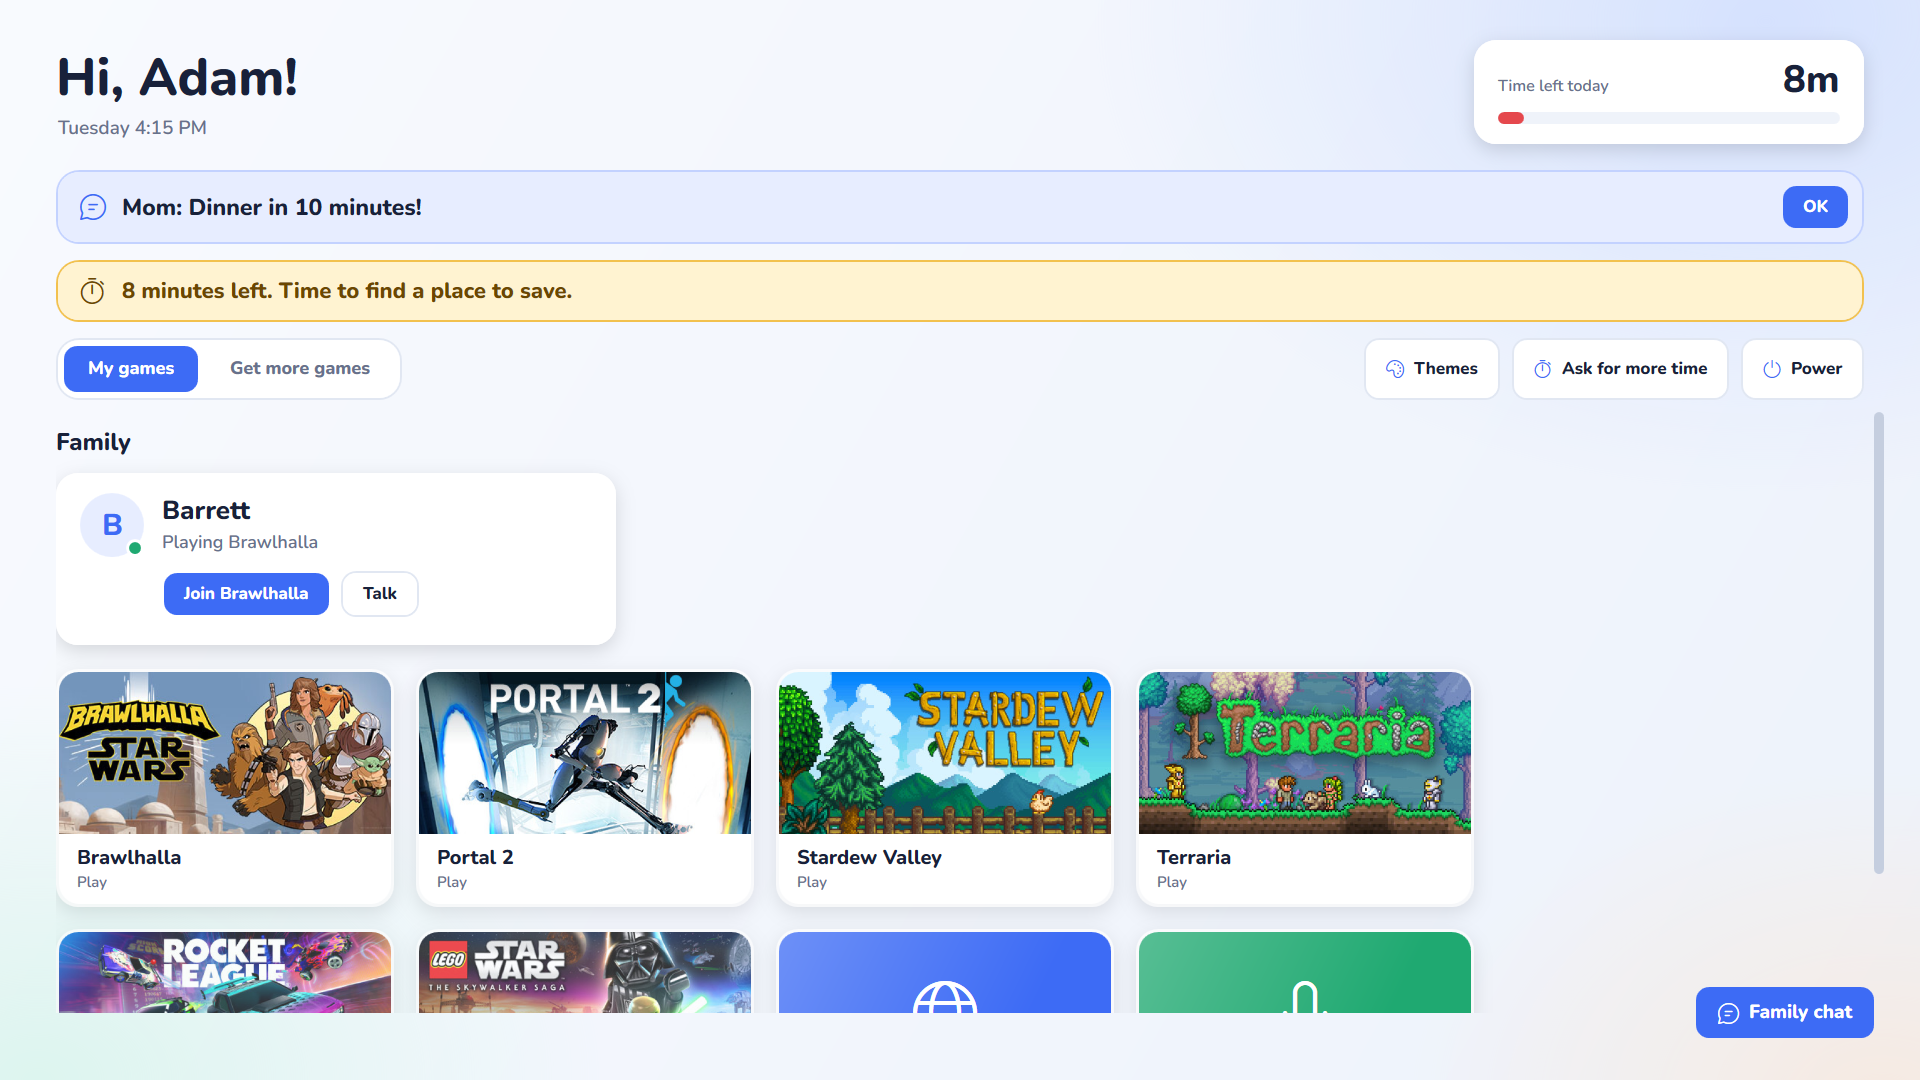 Hi, Adam!
Tuesday 4:15 PM
Time left today
8m
Mom: Dinner in 10 minutes!
OK
8 minutes left. Time to find a place to save.
My games
Get more games
Themes
Ask for more time
Power
Family
B
Barrett
Playing Brawlhalla
Join Brawlhalla
Talk
BRAWLHALLA
STAR
WARS
PORTAL 2
STARDEW
VALLEY
Terraria
Brawlhalla
Play
Portal 2
Play
Stardew Valley
Play
Terraria
Play
ROCKET
LEAGUE
LEGO
STAR
WARS
THE SKYWALKER SAGA
Family chat